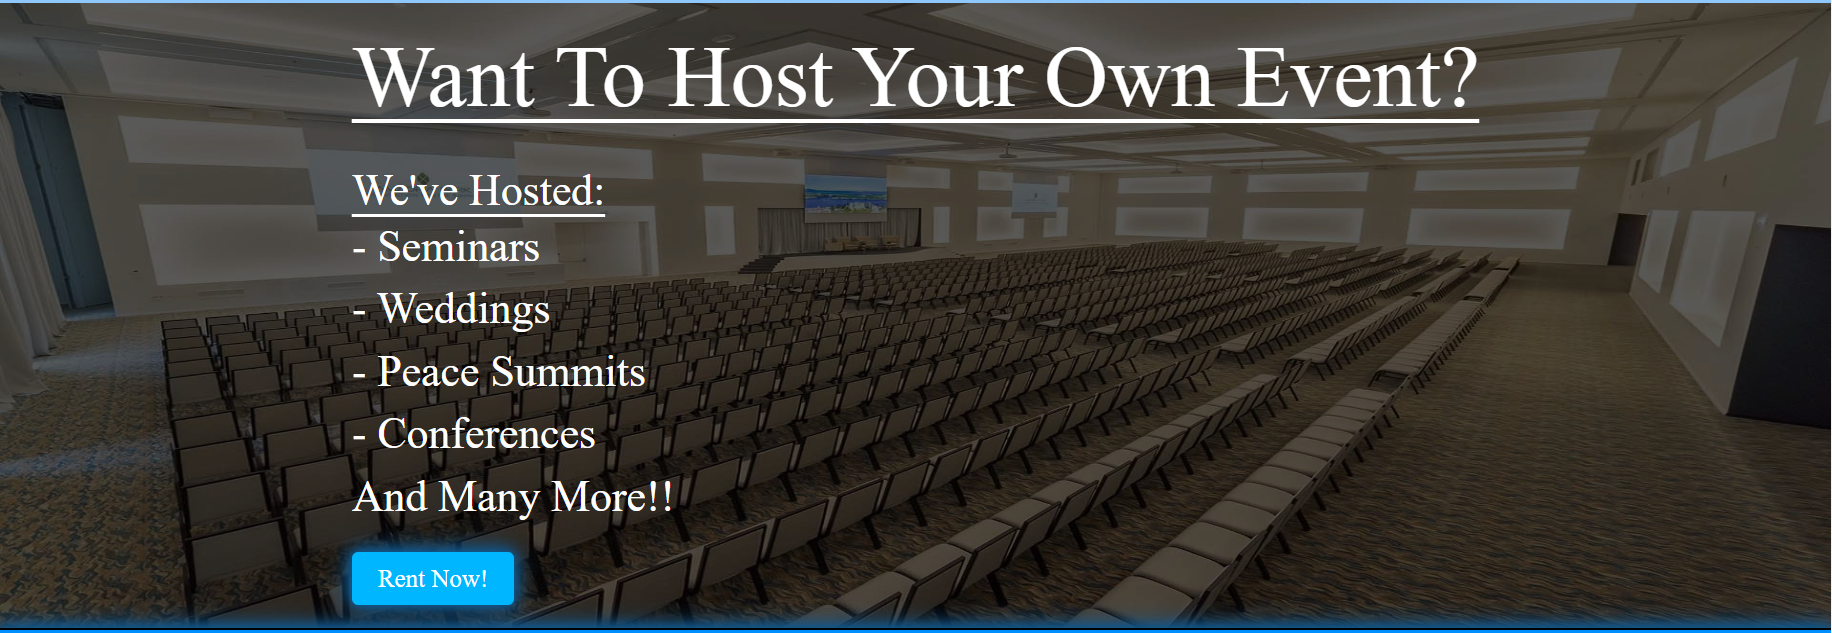 Want To Host Your Own Event?
We've Hosted:
- Seminars
- Weddings
- Peace Summits
- Conferences
And Many More!!
Rent Now!